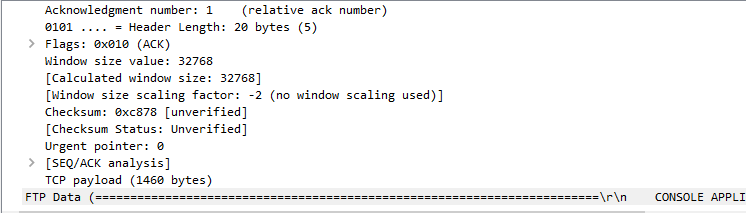 Acknowledgment number: 1    (relative ack number)
0101 .... = Header Length: 20 bytes (5)
Flags: 0x010 (ACK)
Window size value: 32768
[Calculated window size: 32768]
[Window size scaling factor: -2 (no window scaling used)]
Checksum: 0xc878 [unverified]
[Checksum Status: Unverified]
Urgent pointer: 0
[SEQ/ACK analysis]
TCP payload (1460 bytes)
FTP Data (========================================================================\r\n    CONSOLE APPLI